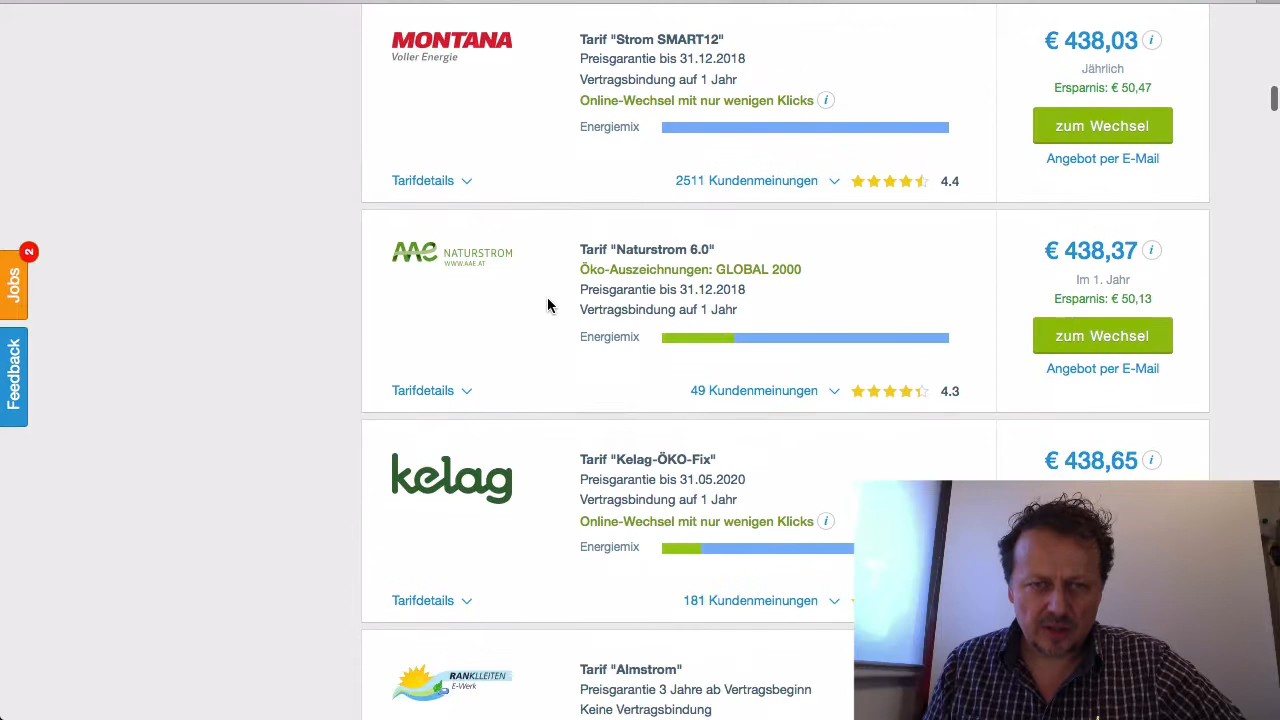 MONTANA
Voller Energie
Tarif "Strom SMART12"
Preisgarantie bis 31.12.2018
Vertragsbindung auf 1 Jahr
Online-Wechsel mit nur wenigen Klicks i
Energiemix
Tarifdetails
2511 Kundenmeinungen
4.4
€ 438,03 i
Jährlich
Ersparnis: € 50,47
zum Wechsel
Angebot per E-Mail
AAE NATURSTROM
WWW.AAE.AT
Tarif "Naturstrom 6.0"
Öko-Auszeichnungen: GLOBAL 2000
Preisgarantie bis 31.12.2018
Vertragsbindung auf 1 Jahr
Energiemix
Tarifdetails
49 Kundenmeinungen
4.3
€ 438,37 i
Im 1. Jahr
Ersparnis: € 50,13
zum Wechsel
Angebot per E-Mail
Jobs
2
Feedback
kelag
Tarif "Kelag-ÖKO-Fix"
Preisgarantie bis 31.05.2020
Vertragsbindung auf 1 Jahr
Online-Wechsel mit nur wenigen Klicks i
Energiemix
Tarifdetails
181 Kundenmeinungen
€ 438,65 i
RANKLLEITEN
E-Werk
Tarif "Almstrom"
Preisgarantie 3 Jahre ab Vertragsbeginn
Keine Vertragsbindung